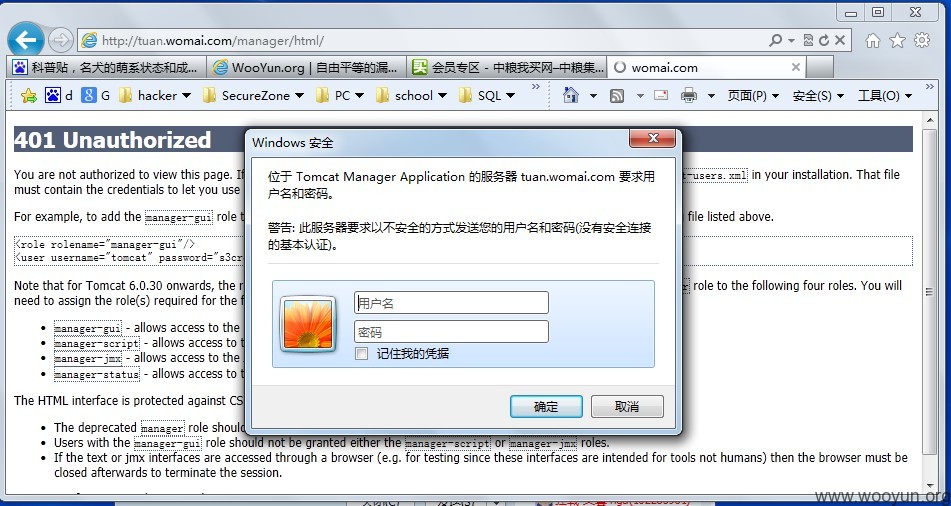 http://tuan.womai.com/manager/html/
科普贴，名犬的萌系状态和成...
WooYun.org | 自由平等的漏...
会员专区 - 中粮我买网–中粮集...
womai.com
d
G
hacker
SecureZone
PC
school
SQL
页面(P)
安全(S)
工具(O)
401 Unauthorized
Windows 安全
You are not authorized to view this page. If
t-users.xml in your installation. That file
must contain the credentials to let you use
位于 Tomcat Manager Application 的服务器 tuan.womai.com 要求用
户名和密码。
For example, to add the manager-gui role t
file listed above.
警告: 此服务器要求以不安全的方式发送您的用户名和密码(没有安全连接
的基本认证)。
<role rolename="manager-gui"/>
<user username="tomcat" password="s3cr
Note that for Tomcat 6.0.30 onwards, the r
role to the following four roles. You will
need to assign the role(s) required for the f
用户名
密码
记住我的凭据
manager-gui - allows access to the
manager-script - allows access to t
manager-jmx - allows access to the
manager-status - allows access to t
确定
取消
The HTML interface is protected against CS
The deprecated manager role shoul
Users with the manager-gui role should not be granted either the manager-script or manager-jmx roles.
If the text or jmx interfaces are accessed through a browser (e.g. for testing since these interfaces are intended for tools not humans) then the browser must be
closed afterwards to terminate the session.
www.wooyun.org